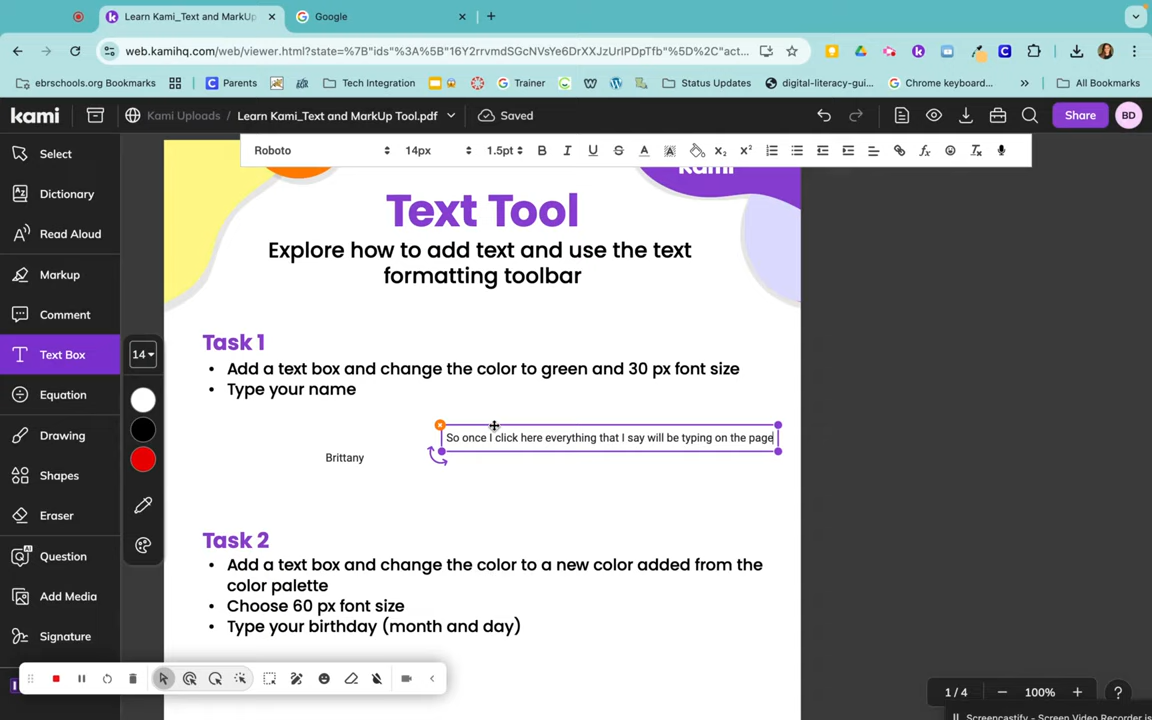 Learn Kami_Text and MarkUp
Google
web.kamihq.com/web/viewer.html?state=%7B"ids"%3A%5B"16Y2rrvmdSGcNVsYe6DrXXJzUrlPDpTfb"%5D%2C"act...
ebrschools.org Bookmarks
Parents
Tech Integration
Trainer
Status Updates
digital-literacy-gui...
Chrome keyboard...
All Bookmarks
kami
Kami Uploads / Learn Kami_Text and MarkUp Tool.pdf
Saved
Share
BD
Roboto
14px
1.5pt
Select
Dictionary
Read Aloud
Markup
Comment
Text Box
Equation
Drawing
Shapes
Eraser
Question
Add Media
Signature
14
Kami
Text Tool
Explore how to add text and use the text
formatting toolbar
Task 1
• Add a text box and change the color to green and 30 px font size
• Type your name
So once I click here everything that I say will be typing on the page
Brittany
Task 2
• Add a text box and change the color to a new color added from the
color palette
• Choose 60 px font size
• Type your birthday (month and day)
1 / 4
100%
Screencastify - Screen Video Recorder is